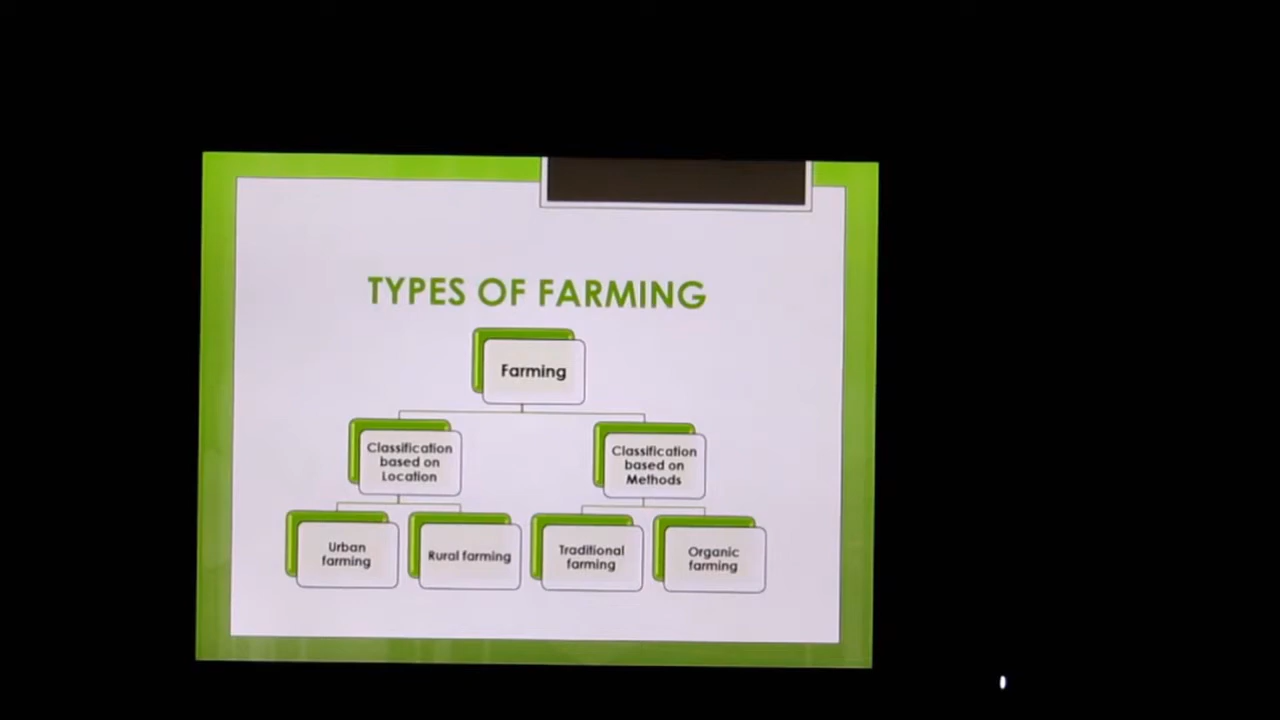 TYPES OF FARMING
Farming
Classification
based on
Location
Classification
based on
Methods
Urban
farming
Rural farming
Traditional
farming
Organic
farming